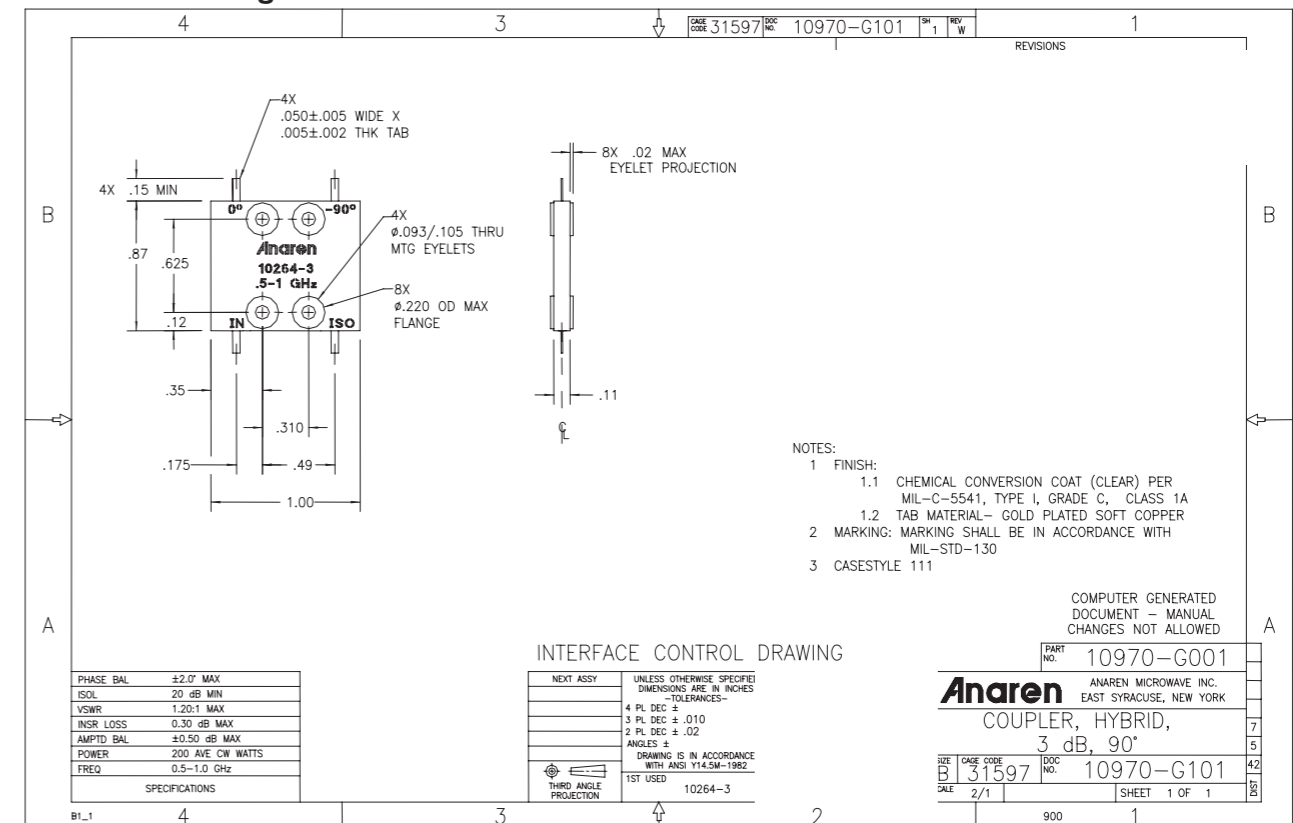 4
3
CAGE CODE 31597 DOC NO. 10970-G101 SH 1 REV W
1
REVISIONS
4X
.050±.005 WIDE X
.005±.002 THK TAB
8X .02 MAX
EYELET PROJECTION
4X .15 MIN
B
B
0° -90°
4X
ø.093/.105 THRU
MTG EYELETS
Anaren
.87
.625
10264-3
.5-1 GHz
8X
ø.220 OD MAX
FLANGE
.12
IN ISO
.35
.11
.310
℄
.175
.49
1.00
NOTES:
1 FINISH:
1.1 CHEMICAL CONVERSION COAT (CLEAR) PER
MIL-C-5541, TYPE I, GRADE C, CLASS 1A
1.2 TAB MATERIAL- GOLD PLATED SOFT COPPER
2 MARKING: MARKING SHALL BE IN ACCORDANCE WITH
MIL-STD-130
3 CASESTYLE 111
COMPUTER GENERATED
DOCUMENT - MANUAL
CHANGES NOT ALLOWED
A
A
INTERFACE CONTROL DRAWING
PHASE BAL ±2.0° MAX
ISOL 20 dB MIN
VSWR 1.20:1 MAX
INSR LOSS 0.30 dB MAX
AMPTD BAL ±0.50 dB MAX
POWER 200 AVE CW WATTS
FREQ 0.5-1.0 GHz
SPECIFICATIONS
NEXT ASSY
UNLESS OTHERWISE SPECIFIE
DIMENSIONS ARE IN INCHES
-TOLERANCES-
4 PL DEC ±
3 PL DEC ± .010
2 PL DEC ± .02
ANGLES ±
DRAWING IS IN ACCORDANCE
WITH ANSI Y14.5M-1982
THIRD ANGLE
PROJECTION
1ST USED
10264-3
PART NO. 10970-G001
Anaren
ANAREN MICROWAVE INC.
EAST SYRACUSE, NEW YORK
COUPLER, HYBRID,
3 dB, 90°
7
5
42
DIST
SIZE B CAGE CODE 31597 DOC NO. 10970-G101
CALE 2/1 SHEET 1 OF 1
B1_1
4
3
2
900
1